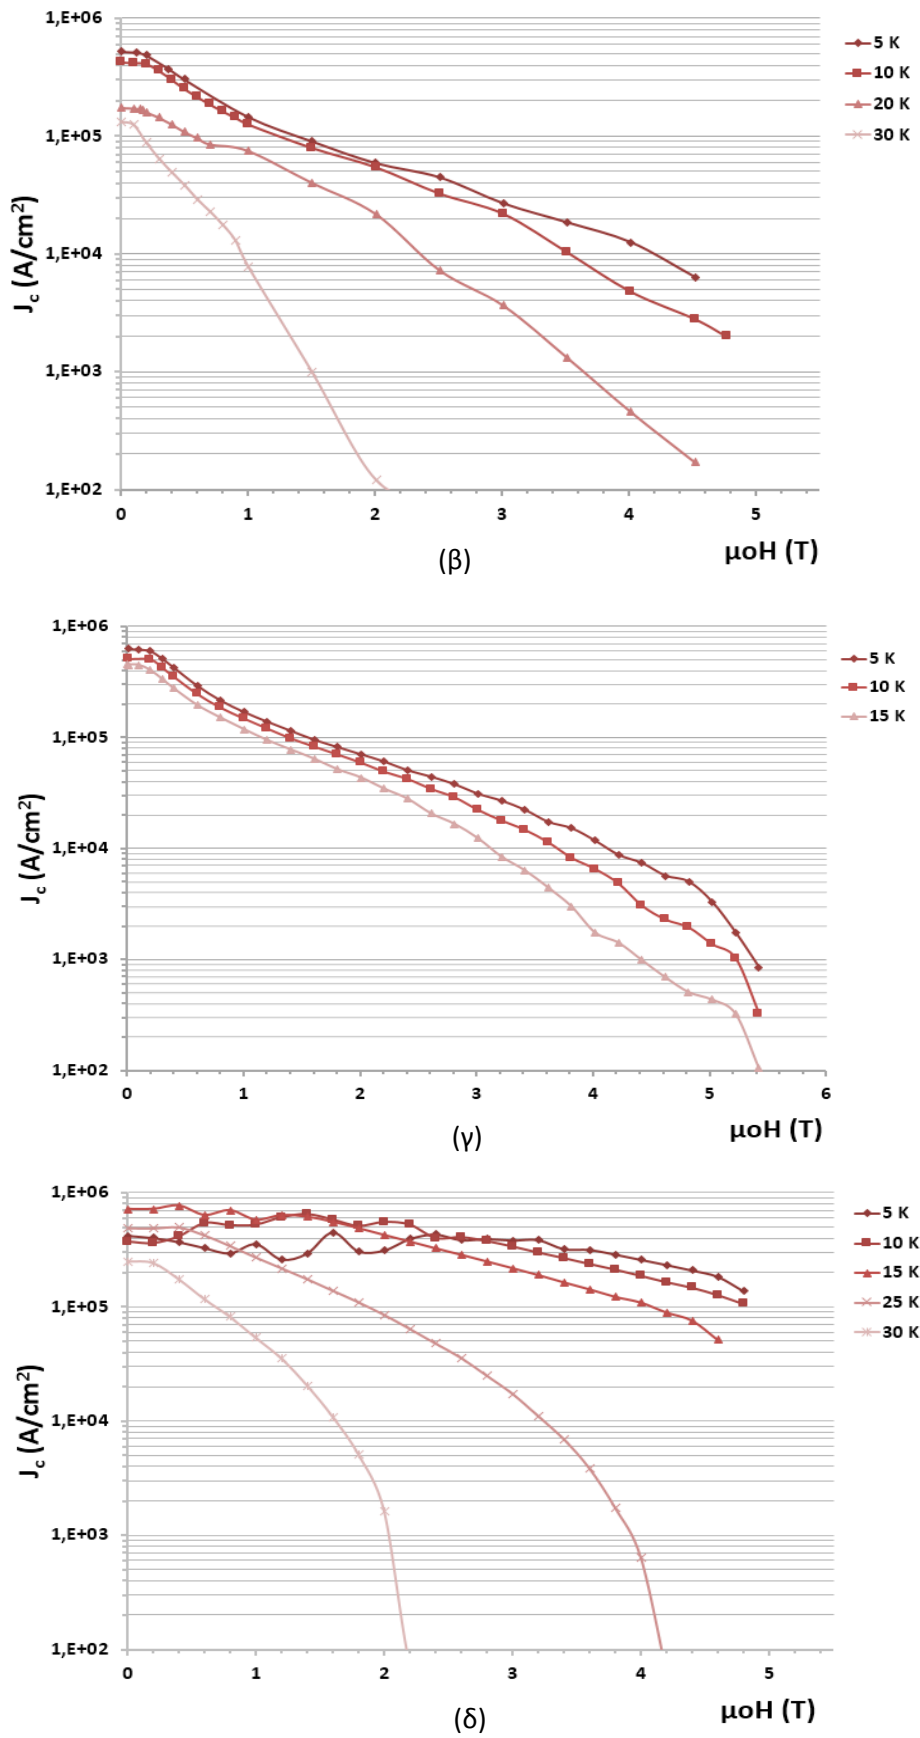 1,E+06
1,E+05
1,E+04
1,E+03
1,E+02
J_c (A/cm²)
0 1 2 3 4 5
μoH (T)
5 K
10 K
20 K
30 K
(β)
1,E+06
1,E+05
1,E+04
1,E+03
1,E+02
J_c (A/cm²)
0 1 2 3 4 5 6
μoH (T)
5 K
10 K
15 K
(γ)
1,E+06
1,E+05
1,E+04
1,E+03
1,E+02
J_c (A/cm²)
0 1 2 3 4 5
μoH (T)
5 K
10 K
15 K
25 K
30 K
(δ)